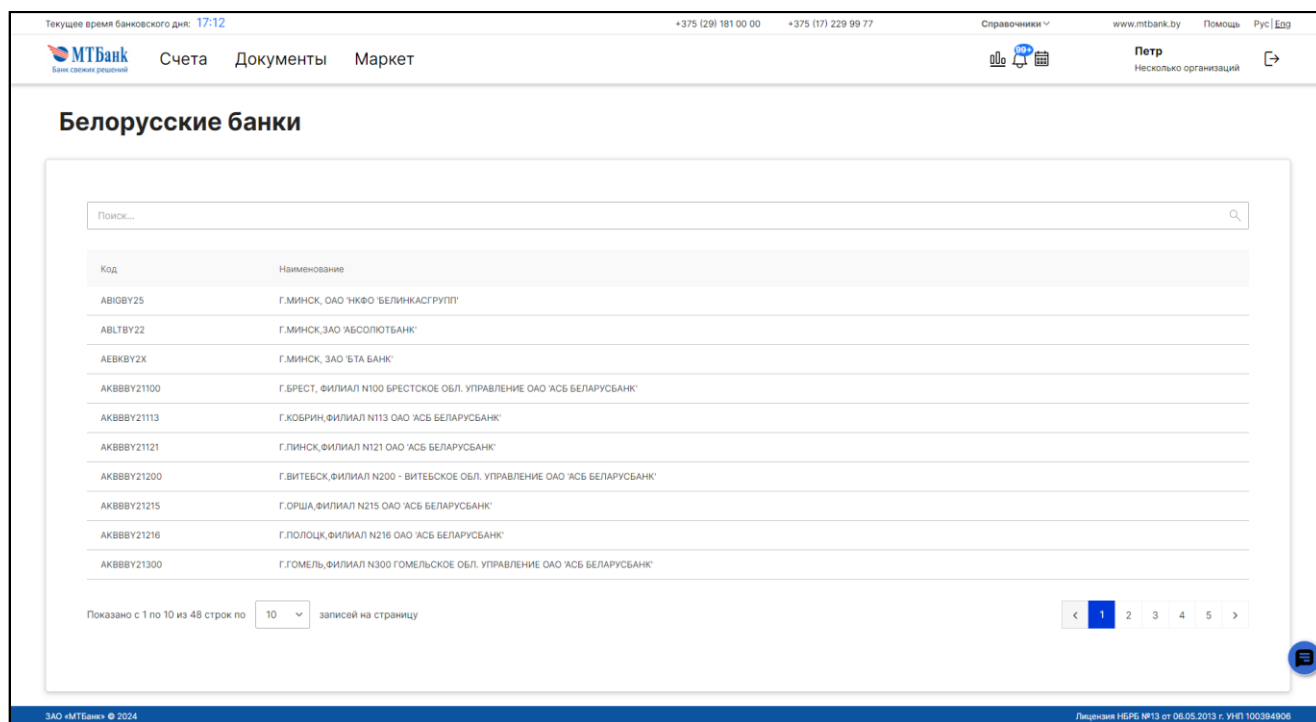 Текущее время банковского дня: 17:12 +375 (29) 181 00 00 +375 (17) 229 99 77 Справочники www.mtbank.by Помощь Рус | Eng
МТБанк
Банк свежих решений
Счета Документы Маркет 99+ Петр
Несколько организаций
Белорусские банки
Поиск...
Код Наименование
ABIGBY25 Г.МИНСК, ОАО 'НКФО 'БЕЛИНКАСГРУПП'
ABLTBY22 Г.МИНСК,ЗАО 'АБСОЛЮТБАНК'
AEBKBY2X Г.МИНСК, ЗАО 'БТА БАНК'
AKBBBY21100 Г.БРЕСТ, ФИЛИАЛ N100 БРЕСТСКОЕ ОБЛ. УПРАВЛЕНИЕ ОАО 'АСБ БЕЛАРУСБАНК'
AKBBBY21113 Г.КОБРИН,ФИЛИАЛ N113 ОАО 'АСБ БЕЛАРУСБАНК'
AKBBBY21121 Г.ПИНСК,ФИЛИАЛ N121 ОАО 'АСБ БЕЛАРУСБАНК'
AKBBBY21200 Г.ВИТЕБСК,ФИЛИАЛ N200 - ВИТЕБСКОЕ ОБЛ. УПРАВЛЕНИЕ ОАО 'АСБ БЕЛАРУСБАНК'
AKBBBY21215 Г.ОРША,ФИЛИАЛ N215 ОАО 'АСБ БЕЛАРУСБАНК'
AKBBBY21216 Г.ПОЛОЦК,ФИЛИАЛ N216 ОАО 'АСБ БЕЛАРУСБАНК'
AKBBBY21300 Г.ГОМЕЛЬ,ФИЛИАЛ N300 ГОМЕЛЬСКОЕ ОБЛ. УПРАВЛЕНИЕ ОАО 'АСБ БЕЛАРУСБАНК'
Показано с 1 по 10 из 48 строк по 10 записей на страницу < 1 2 3 4 5 >
ЗАО «МТБанк» © 2024 Лицензия НБРБ №13 от 06.05.2013 г. УНП 100394906